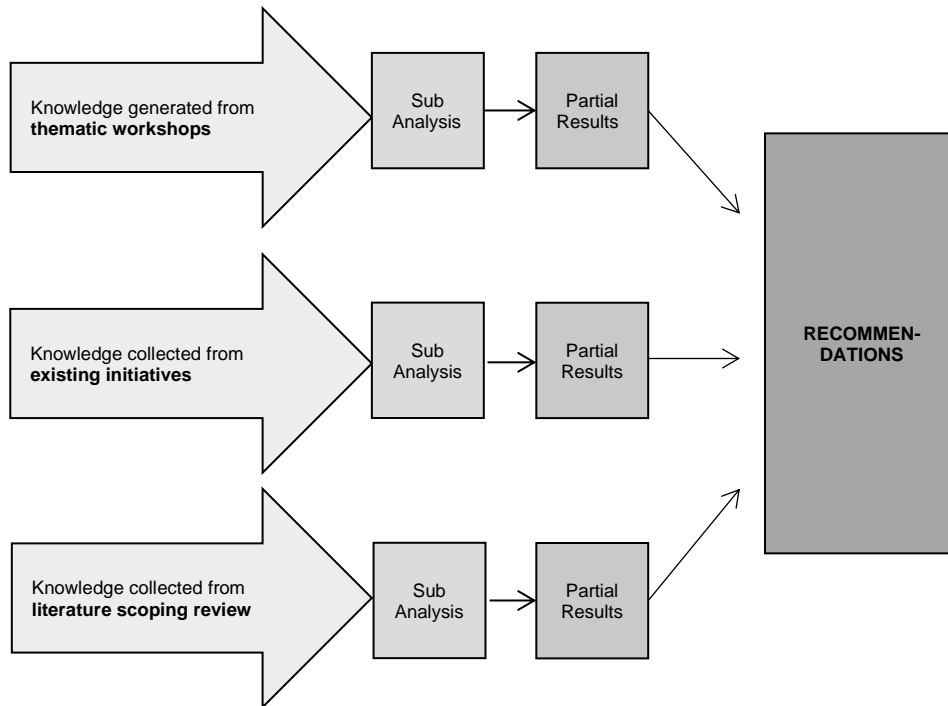 Knowledge generated from
thematic workshops
Sub
Analysis
Partial
Results
Knowledge collected from
existing initiatives
Sub
Analysis
Partial
Results
RECOMMEN-
DATIONS
Knowledge collected from
literature scoping review
Sub
Analysis
Partial
Results